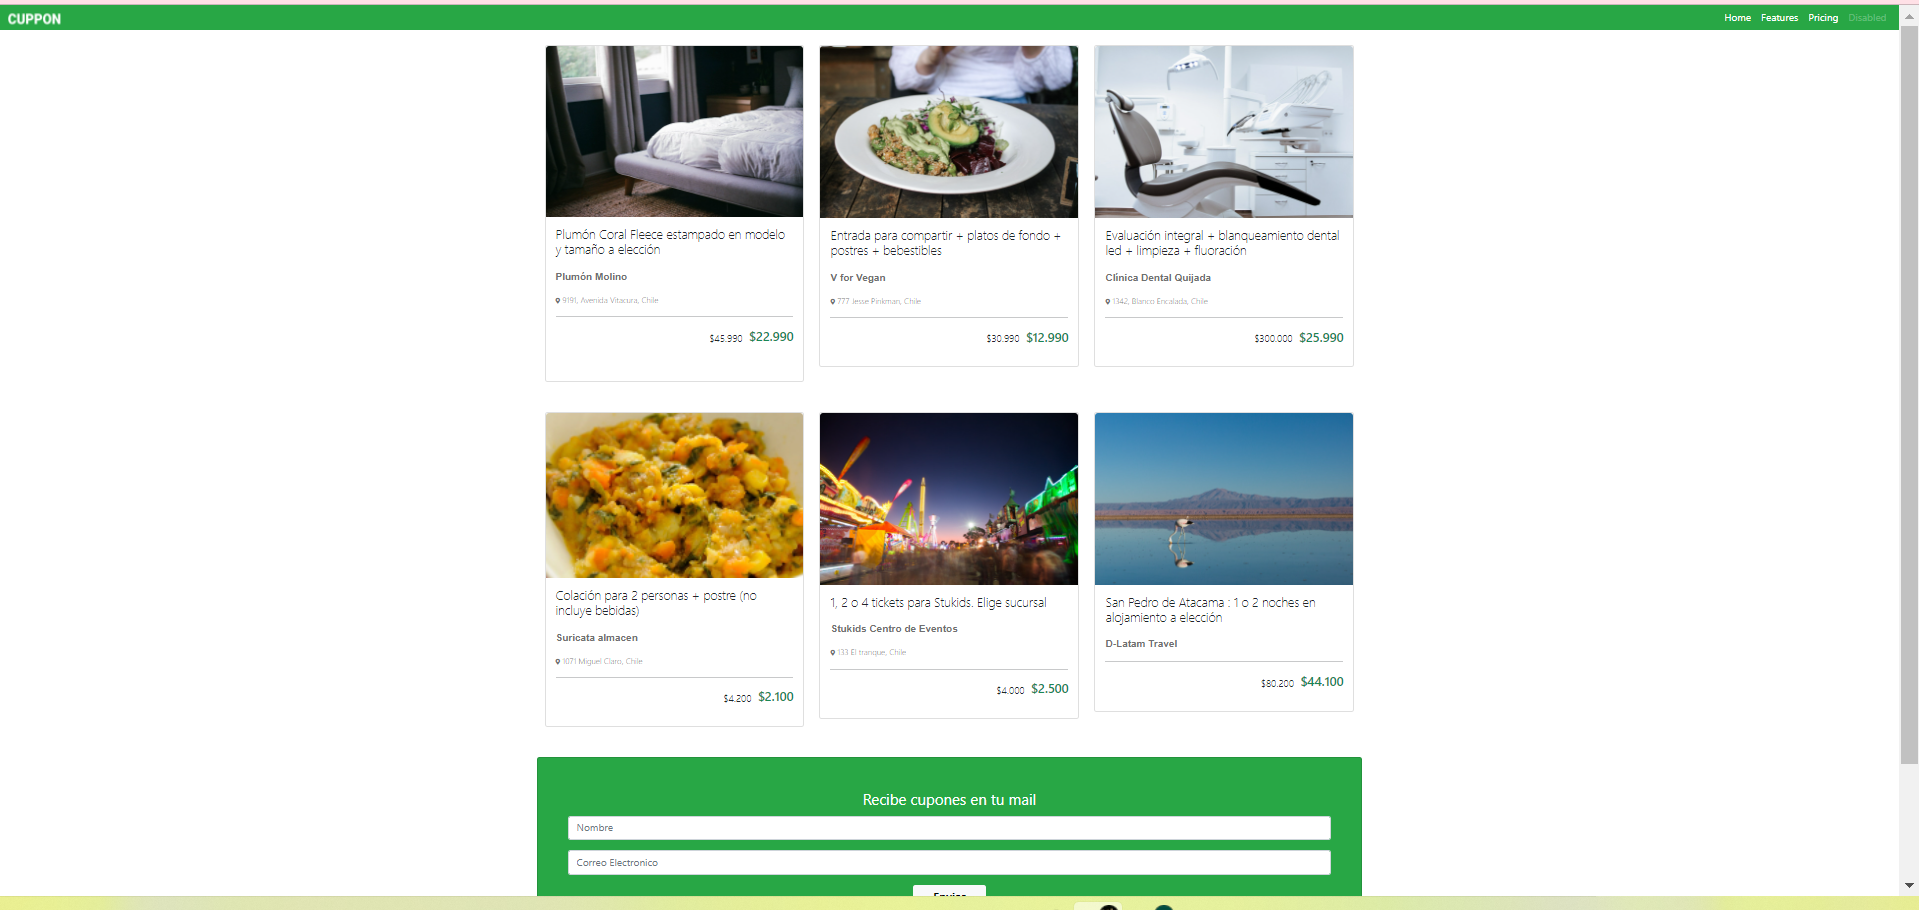 CUPPON
Home Features Pricing Disabled
Plumón Coral Fleece estampado en modelo
y tamaño a elección
Plumón Molino
9191, Avenida Vitacura, Chile
$45.990 $22.990
Entrada para compartir + platos de fondo +
postres + bebestibles
V for Vegan
777 Jesse Pinkman, Chile
$30.990 $12.990
Evaluación integral + blanqueamiento dental
led + limpieza + fluoración
Clínica Dental Quijada
1342, Blanco Encalada, Chile
$300.000 $25.990
Colación para 2 personas + postre (no
incluye bebidas)
Suricata almacen
1071 Miguel Claro, Chile
$4.200 $2.100
1, 2 o 4 tickets para Stukids. Elige sucursal
Stukids Centro de Eventos
133 El tranque, Chile
$4.000 $2.500
San Pedro de Atacama : 1 o 2 noches en
alojamiento a elección
D-Latam Travel
$80.200 $44.100
Recibe cupones en tu mail
Nombre
Correo Electronico